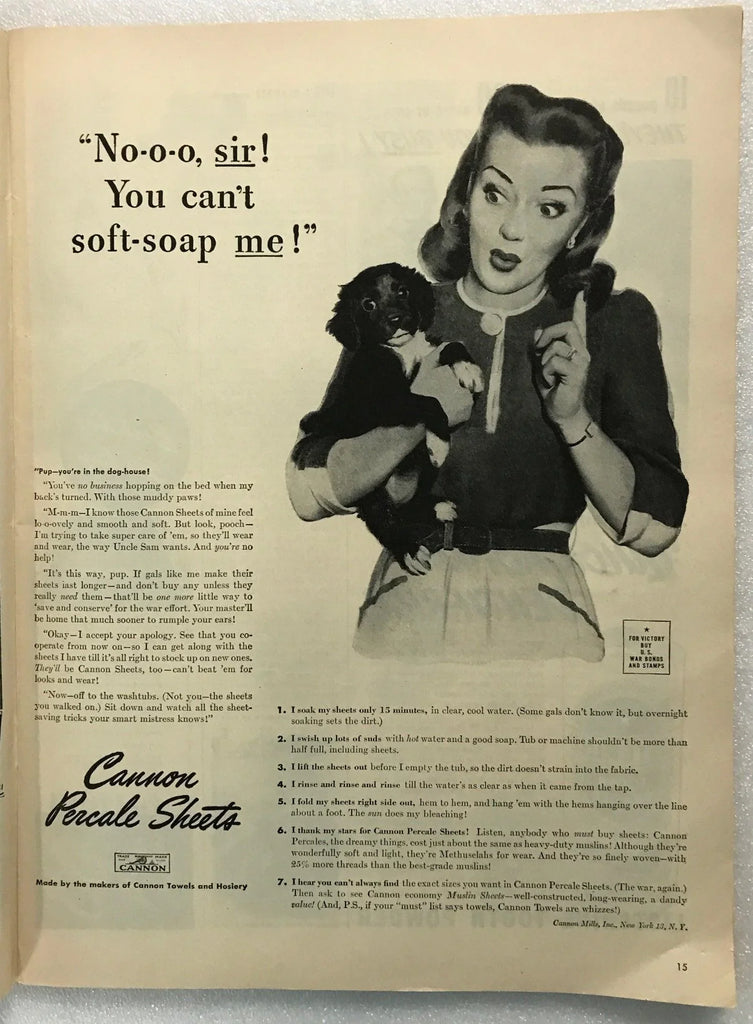 “No-o-o, sir!
You can't
soft-soap me!”
"Pup—you're in the dog-house!
"You've no business hopping on the bed when my
back's turned. With those muddy paws!
"M-m-m—I know those Cannon Sheets of mine feel
lo-o-ovely and smooth and soft. But look, pooch—
I'm trying to take super care of 'em, so they'll wear
and wear, the way Uncle Sam wants. And you're no
help!
"It's this way, pup. If gals like me make their
sheets last longer—and don't buy any unless they
really need them—that'll be one more little way to
'save and conserve' for the war effort. Your master'll
be home that much sooner to rumple your ears!
"Okay—I accept your apology. See that you co-
operate from now on—so I can get along with the
sheets I have till it's all right to stock up on new ones.
They'll be Cannon Sheets, too—can't beat 'em for
looks and wear!
"Now—off to the washtubs. (Not you—the sheets
you walked on.) Sit down and watch all the sheet-
saving tricks your smart mistress knows!"
Cannon
Percale Sheets
TRADE MARK
CANNON
Made by the makers of Cannon Towels and Hosiery
★
FOR VICTORY
BUY
U. S.
WAR BONDS
AND STAMPS
1. I soak my sheets only 15 minutes, in clear, cool water. (Some gals don't know it, but overnight
soaking sets the dirt.)
2. I swish up lots of suds with hot water and a good soap. Tub or machine shouldn't be more than
half full, including sheets.
3. I lift the sheets out before I empty the tub, so the dirt doesn't strain into the fabric.
4. I rinse and rinse and rinse till the water's as clear as when it came from the tap.
5. I fold my sheets right side out, hem to hem, and hang 'em with the hems hanging over the line
about a foot. The sun does my bleaching!
6. I thank my stars for Cannon Percale Sheets! Listen, anybody who must buy sheets: Cannon
Percales, the dreamy things, cost just about the same as heavy-duty muslins! Although they're
wonderfully soft and light, they're Methuselahs for wear. And they're so finely woven—with
25% more threads than the best-grade muslins!
7. I hear you can't always find the exact sizes you want in Cannon Percale Sheets. (The war, again.)
Then ask to see Cannon economy Muslin Sheets—well-constructed, long-wearing, a dandy
value! (And, P.S., if your "must" list says towels, Cannon Towels are whizzes!)
Cannon Mills, Inc., New York 13, N. Y.
15